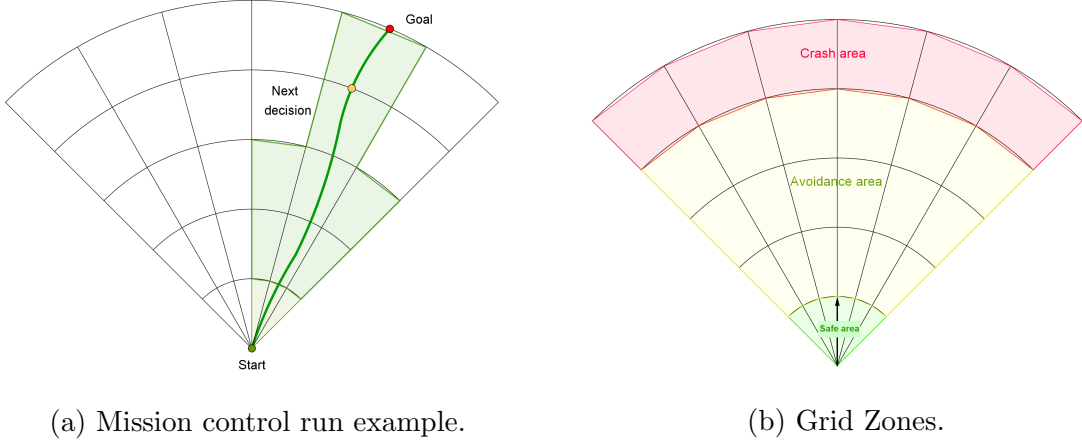 Goal
Next
decision
Start
(a) Mission control run example.
Crash area
Avoidance area
Safe area
(b) Grid Zones.